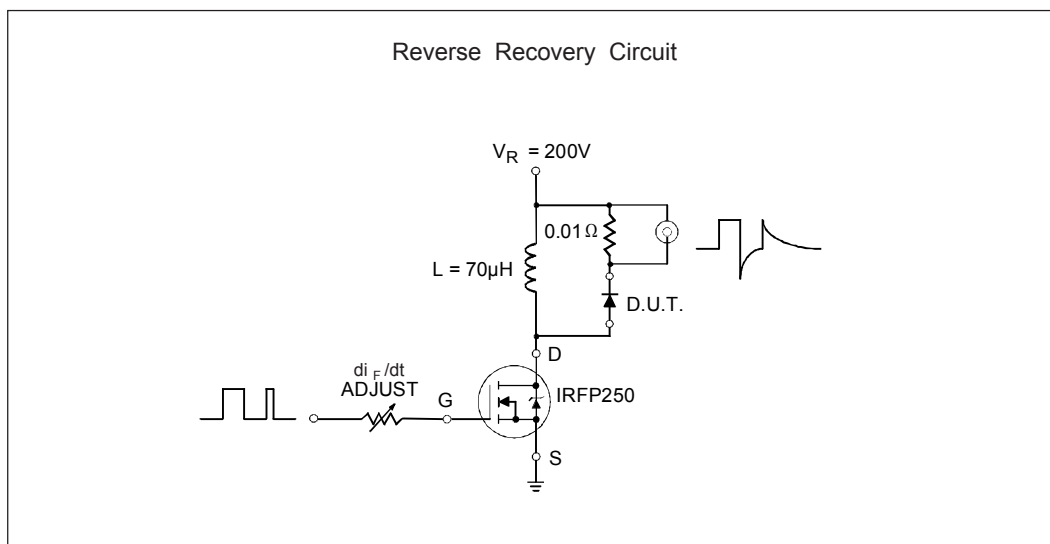 Reverse Recovery Circuit
V_R = 200V
0.01 Ω
L = 70µH
D.U.T.
D
di_F/dt
ADJUST
G
IRFP250
S